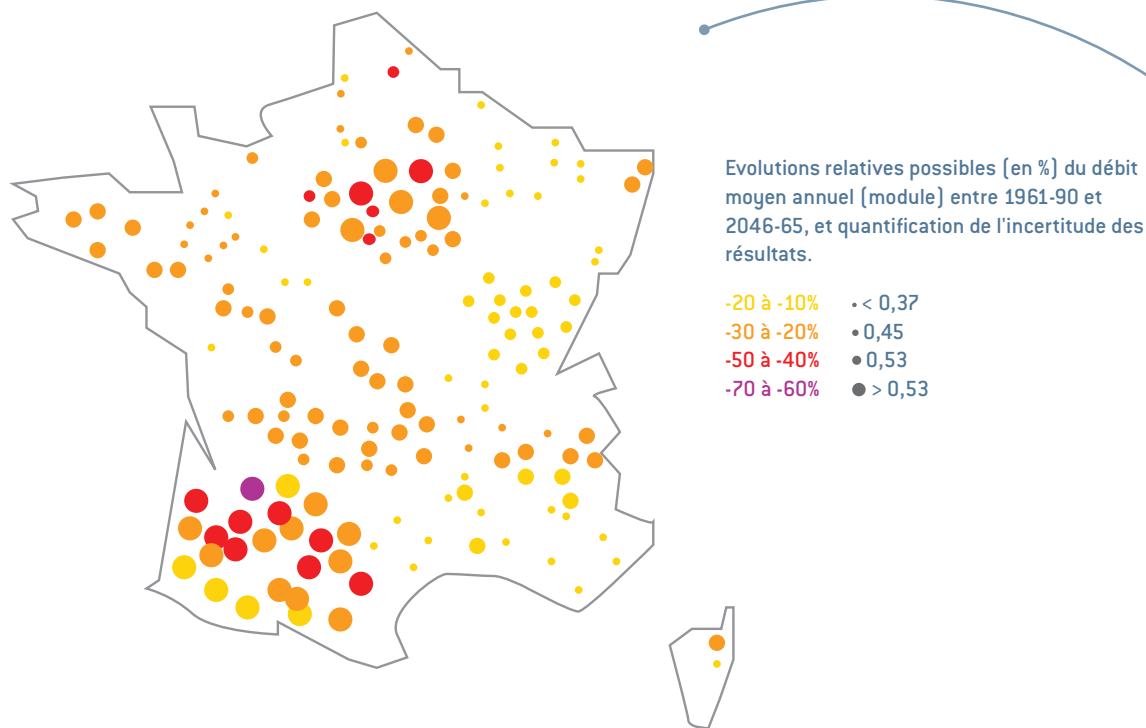 Evolutions relatives possibles (en %) du débit
moyen annuel (module) entre 1961-90 et
2046-65, et quantification de l'incertitude des
résultats.
-20 à -10% < 0,37
-30 à -20% 0,45
-50 à -40% 0,53
-70 à -60% > 0,53